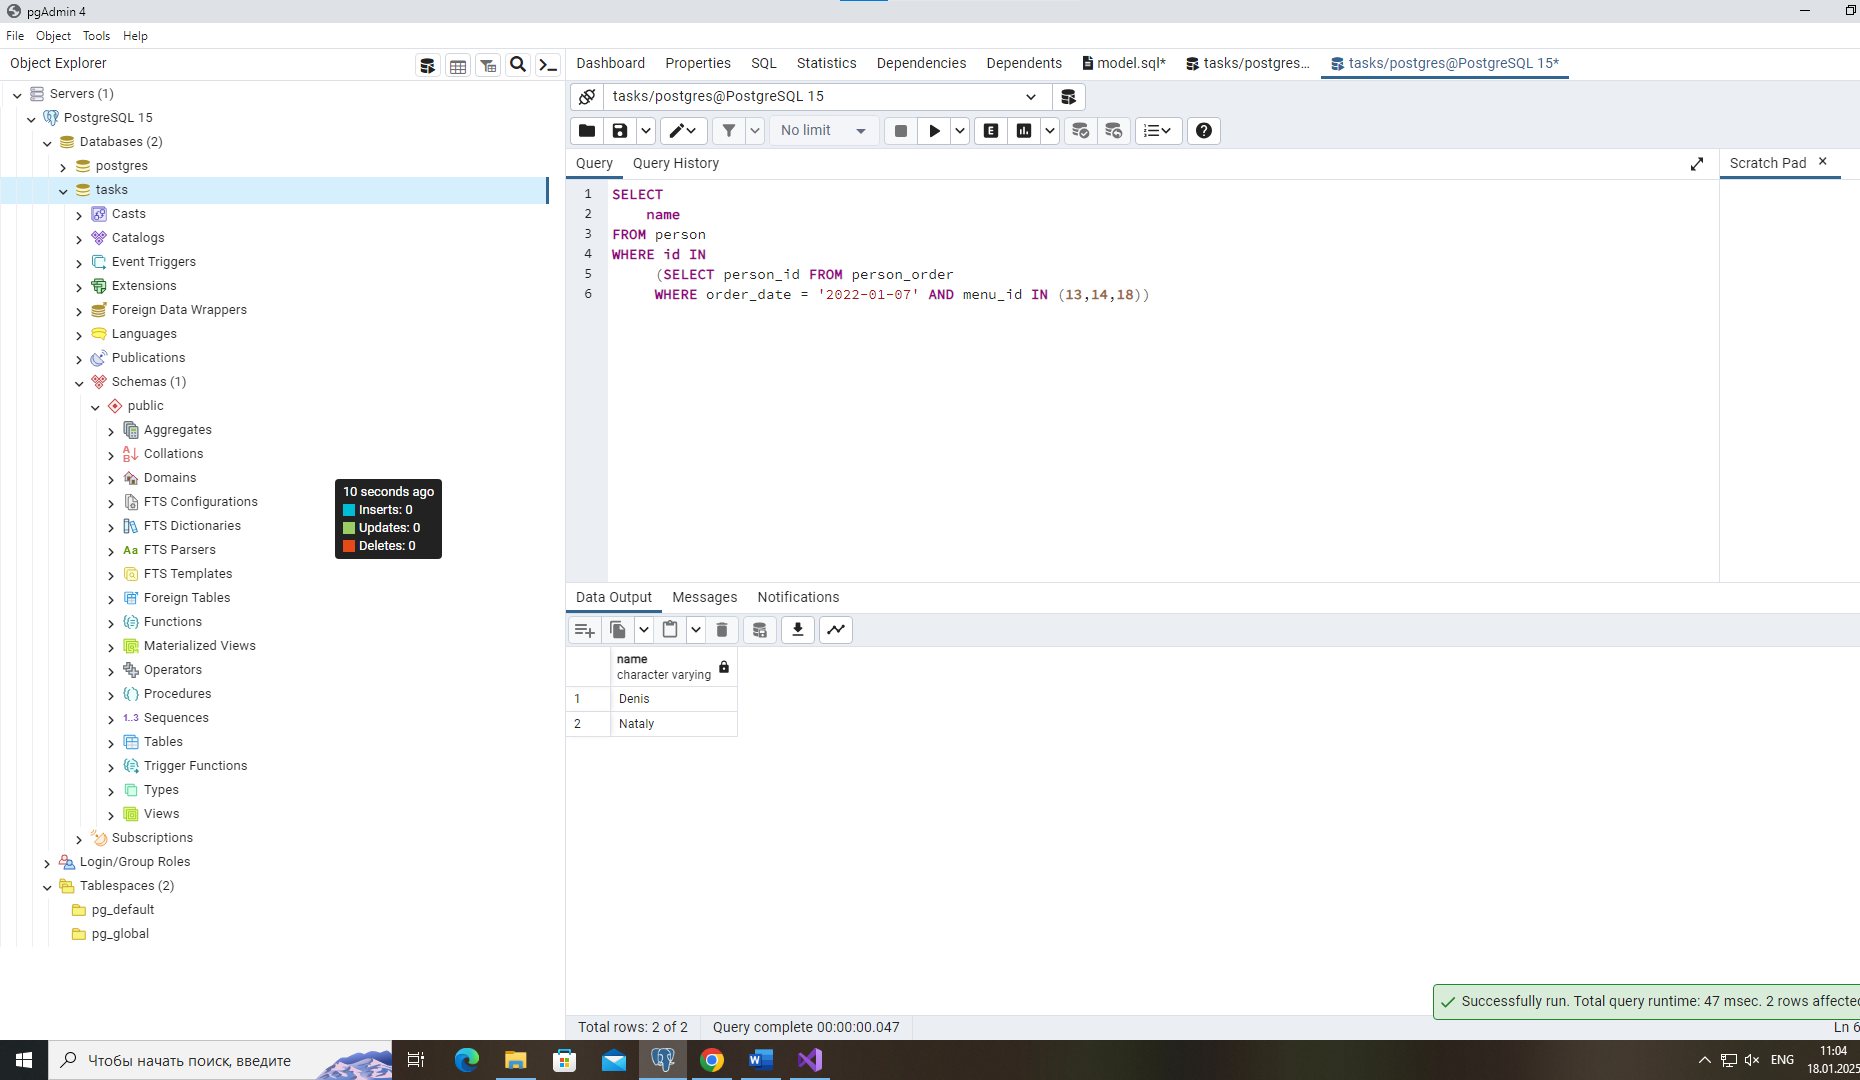 pgAdmin 4
File Object Tools Help
Object Explorer
Servers (1)
PostgreSQL 15
Databases (2)
postgres
tasks
Casts
Catalogs
Event Triggers
Extensions
Foreign Data Wrappers
Languages
Publications
Schemas (1)
public
Aggregates
Collations
Domains
FTS Configurations
FTS Dictionaries
Aa FTS Parsers
FTS Templates
Foreign Tables
Functions
Materialized Views
Operators
Procedures
1..3 Sequences
Tables
Trigger Functions
Types
Views
Subscriptions
Login/Group Roles
Tablespaces (2)
pg_default
pg_global
10 seconds ago
Inserts: 0
Updates: 0
Deletes: 0
Dashboard Properties SQL Statistics Dependencies Dependents model.sql* tasks/postgres... tasks/postgres@PostgreSQL 15*
tasks/postgres@PostgreSQL 15
No limit E
Query Query History
Scratch Pad
1 SELECT
2 name
3 FROM person
4 WHERE id IN
5 (SELECT person_id FROM person_order
6 WHERE order_date = '2022-01-07' AND menu_id IN (13,14,18))
Data Output Messages Notifications
name
character varying
1 Denis
2 Nataly
Successfully run. Total query runtime: 47 msec. 2 rows affected
Total rows: 2 of 2 Query complete 00:00:00.047
Ln 6
Чтобы начать поиск, введите
ENG
11:04
18.01.2025